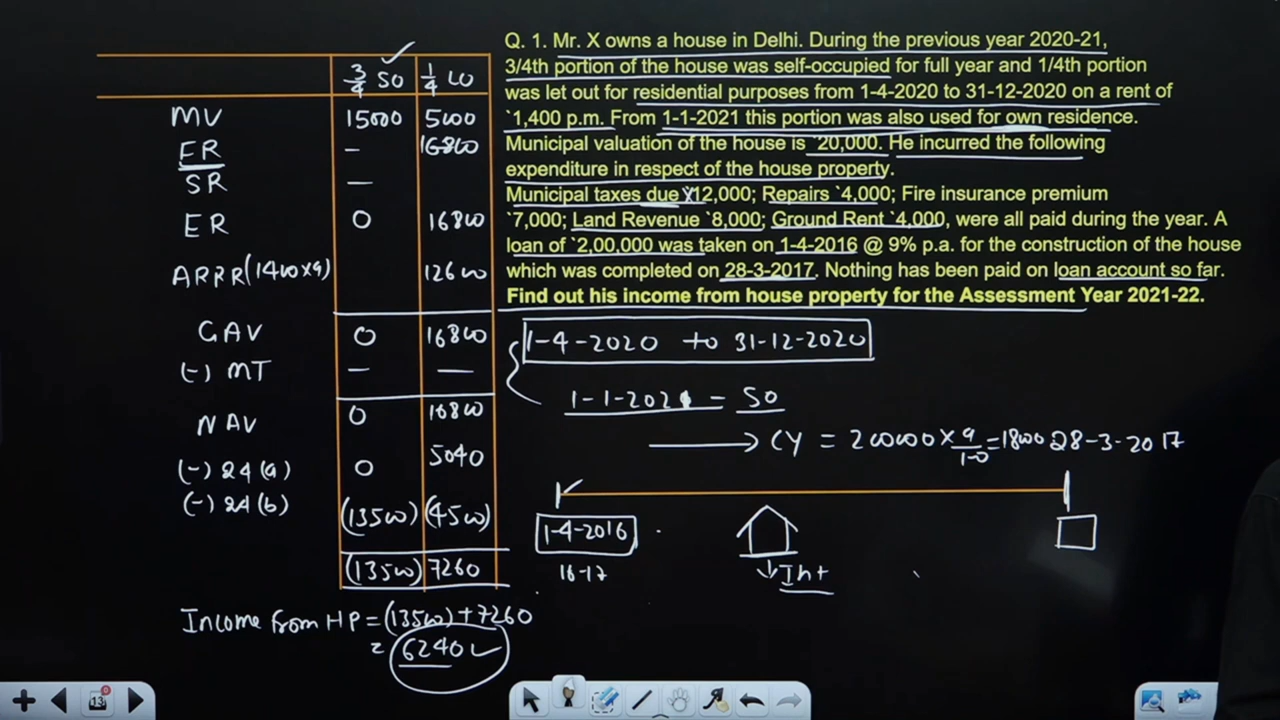 Q. 1. Mr. X owns a house in Delhi. During the previous year 2020-21,
3/4th portion of the house was self-occupied for full year and 1/4th portion
was let out for residential purposes from 1-4-2020 to 31-12-2020 on a rent of
`1,400 p.m. From 1-1-2021 this portion was also used for own residence.
Municipal valuation of the house is `20,000. He incurred the following
expenditure in respect of the house property.
Municipal taxes due `12,000; Repairs `4,000; Fire insurance premium
`7,000; Land Revenue `8,000; Ground Rent `4,000, were all paid during the year. A
loan of `2,00,000 was taken on 1-4-2016 @ 9% p.a. for the construction of the house
which was completed on 28-3-2017. Nothing has been paid on loan account so far.
Find out his income from house property for the Assessment Year 2021-22.
3/4 SO 1/4 LO
MV 15000 5000
FR — 16800
SR —
ER 0 16800
ARRR (1400×9) 12600
GAV 0 16800
(-) MT — —
NAV 0 16800
(-) 24(a) 0 5040
(-) 24(b) (13500) (4500)
(13500) 7260
Income from HP = (13500) + 7260
= 6240
1-4-2020 to 31-12-2020
1-1-2021 = SO
CY = 200000 × 9/100 = 18000 28-3-2017
1-4-2016
16-17
Int
13